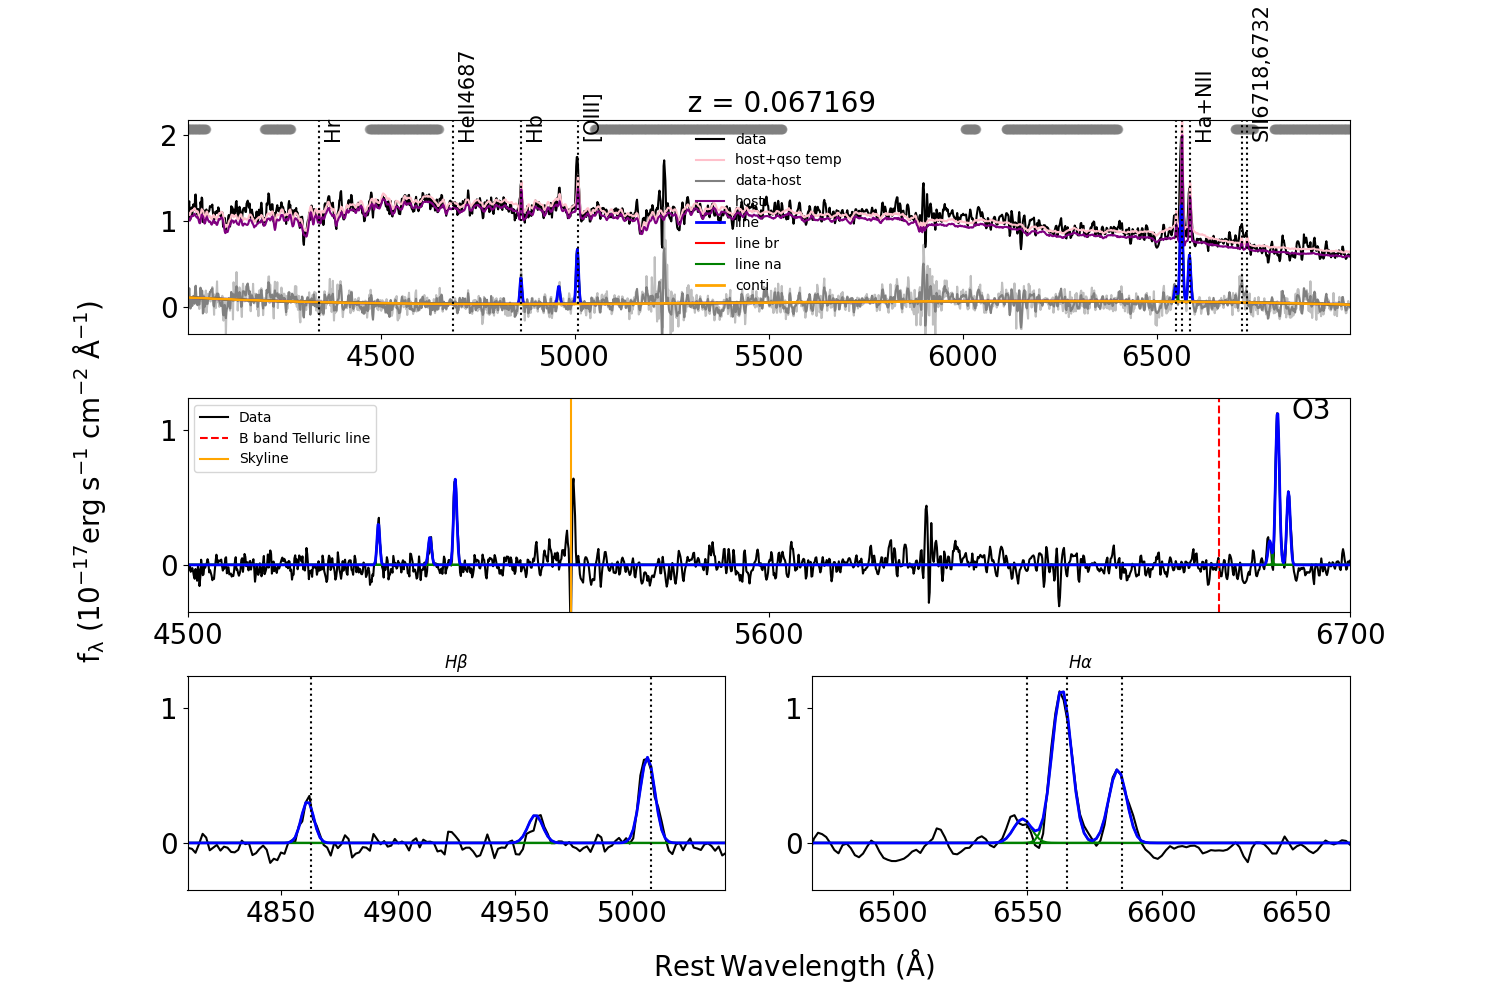 z = 0.067169
Hr
HeII4687
Hb
[OIII]
Ha+NII
SII6718,6732
data
host+qso temp
data-host
host
line
line br
line na
conti
2
1
0
4500 5000 5500 6000 6500
Data
B band Telluric line
Skyline
O3
1
0
4500 5600 6700
fλ (10−17erg s−1 cm−2 Å−1)
Hβ
1
0
4850 4900 4950 5000
Hα
1
0
6500 6550 6600 6650
Rest Wavelength (Å)